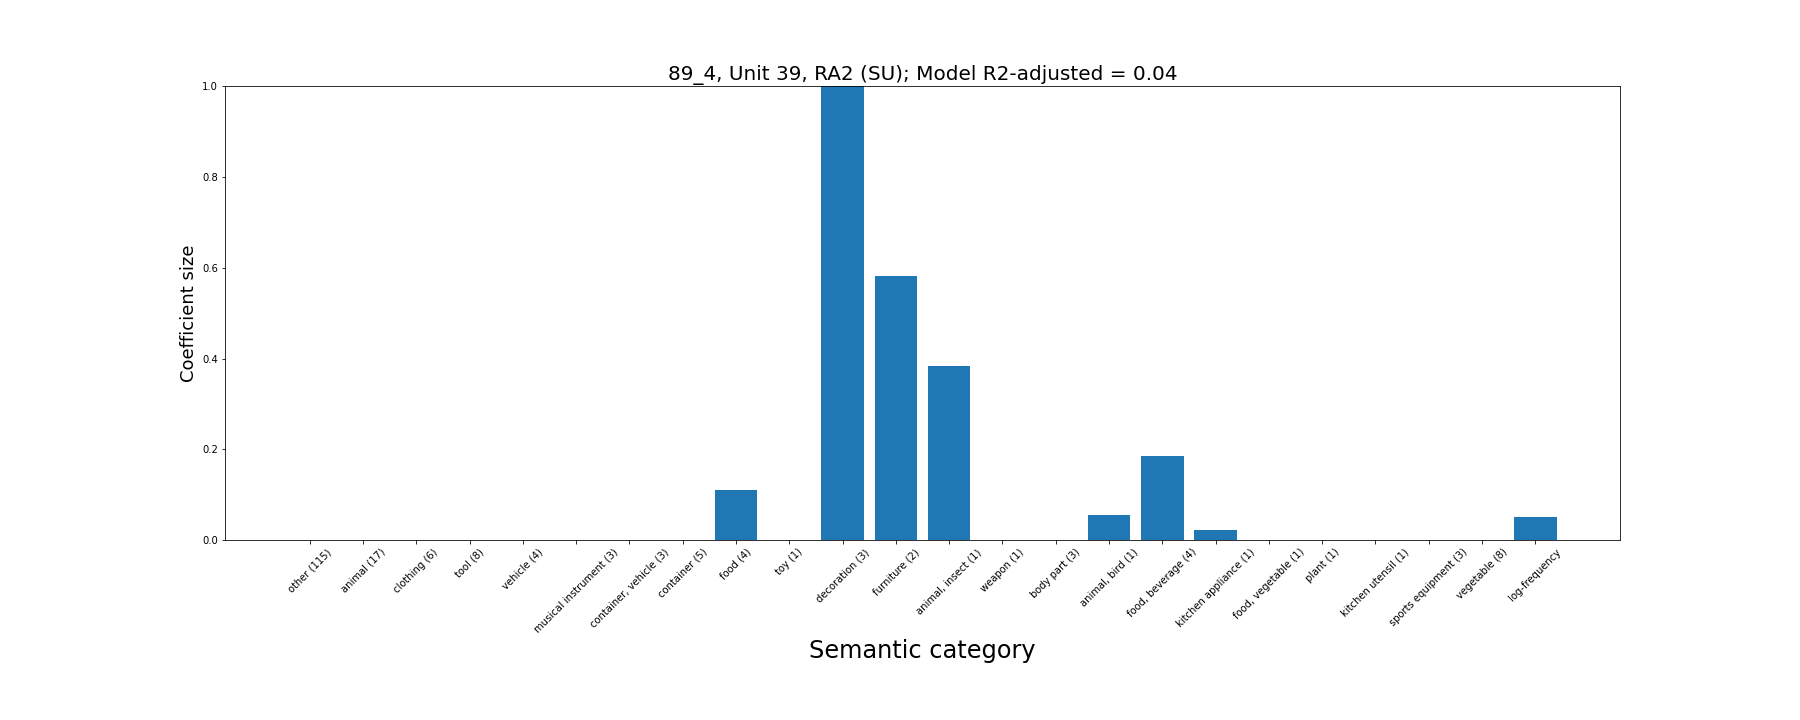 89_4, Unit 39, RA2 (SU); Model R2-adjusted = 0.04
Coefficient size
1.0
0.8
0.6
0.4
0.2
0.0
other (115)
animal (17)
clothing (6)
tool (8)
vehicle (4)
musical instrument (3)
container, vehicle (3)
container (5)
food (4)
toy (1)
decoration (3)
furniture (2)
animal, insect (1)
weapon (1)
body part (3)
animal, bird (1)
food, beverage (4)
kitchen appliance (1)
food, vegetable (1)
plant (1)
kitchen utensil (1)
sports equipment (3)
vegetable (8)
log-frequency
Semantic category